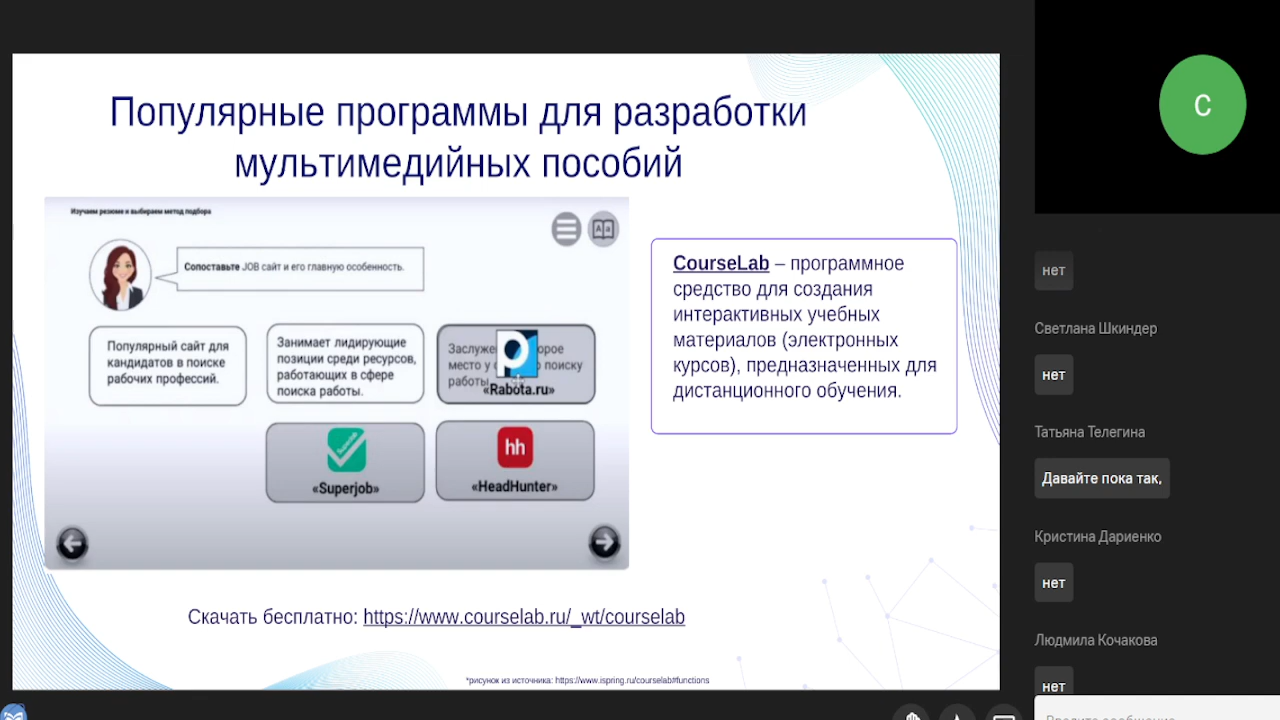 Популярные программы для разработки
мультимедийных пособий
Изучаем резюме и выбираем метод подбора
Сопоставьте JOB сайт и его главную особенность.
Популярный сайт для
кандидатов в поиске
рабочих профессий.
Занимает лидирующие
позиции среди ресурсов,
работающих в сфере
поиска работы.
место у
поиску
работы
«Rabota.ru»
«Superjob»
hh
«HeadHunter»
CourseLab – программное
средство для создания
интерактивных учебных
материалов (электронных
курсов), предназначенных для
дистанционного обучения.
Скачать бесплатно: https://www.courselab.ru/_wt/courselab
*рисунок из источника: https://www.ispring.ru/courselab#functions
С
нет
Светлана Шкиндер
нет
Татьяна Телегина
Давайте пока так,
Кристина Дариенко
нет
Людмила Кочакова
нет